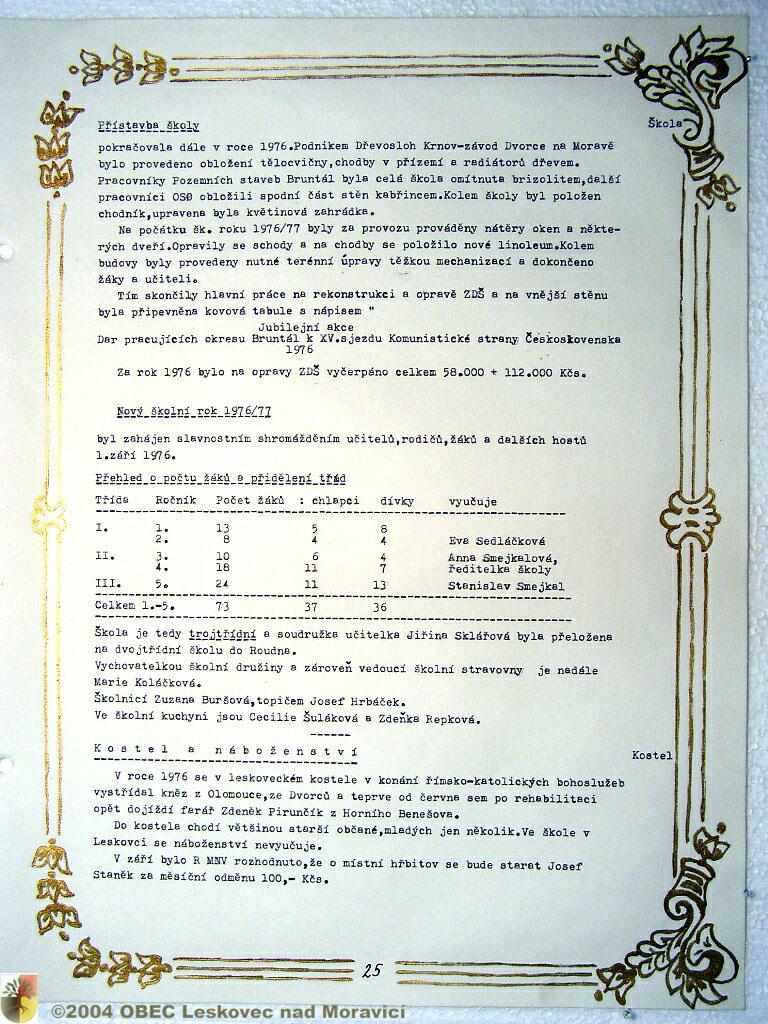 Přístavba školy
Škola
pokračovala dále v roce 1976.Podnikem Dřevosloh Krnov-závod Dvorce na Moravě
bylo provedeno obložení tělocvičny,chodby v přízemí a radiátorů dřevem.
Pracovníky Pozemních staveb Bruntál byla celá škola omítnuta brizolitem,další
pracovníci OSP obložili spodní část stěn kabřincem.Kolem školy byl položen
chodník,upravena byla květinová zahrádka.
Na počátku šk. roku 1976/77 byly za provozu prováděny nátěry oken a někte-
rých dveří.Opravily se schody a na chodby se položilo nové linoleum.Kolem
budovy byly provedeny nutné terénní úpravy těžkou mechanizací a dokončeno
žáky a učiteli.
Tím skončily hlavní práce na rekonstrukci a opravě ZDŠ a na vnější stěnu
byla připevněna kovová tabule s nápisem "
Jubilejní akce
Dar pracujících okresu Bruntál k XV.sjezdu Komunistické strany Československa
1976
Za rok 1976 bylo na opravy ZDŠ vyčerpáno celkem 58.000 + 112.000 Kčs.
Nový školní rok 1976/77
byl zahájen slavnostním shromážděním učitelů,rodičů,žáků a dalších hostů
1.září 1976.
Přehled o počtu žáků a přidělení tříd
Třída Ročník Počet žáků : chlapci dívky vyučuje
I. 1. 13 5 8
2. 8 4 4 Eva Sedláčková
II. 3. 10 6 4 Anna Smejkalová,
4. 18 11 7 ředitelka školy
III. 5. 24 11 13 Stanislav Smejkal
Celkem 1.-5. 73 37 36
Škola je tedy trojtřídní a soudružka učitelka Jiřina Sklářová byla přeložena
na dvojtřídní školu do Roudna.
Vychovatelkou školní družiny a zároveň vedoucí školní stravovny je nadále
Marie Koláčková.
Školnicí Zuzana Buršová,topičem Josef Hrbáček.
Ve školní kuchyni jsou Cecilie Šuláková a Zdeňka Repková.
Kostel a náboženství
Kostel
V roce 1976 se v leskoveckém kostele v konání římsko-katolických bohoslužeb
vystřídal kněz z Olomouce,ze Dvorců a teprve od června sem po rehabilitaci
opět dojíždí farář Zdeněk Pirunčík z Horního Benešova.
Do kostela chodí většinou starší občané,mladých jen několik.Ve škole v
Leskovci se náboženství nevyučuje.
V září bylo R MNV rozhodnuto,že o místní hřbitov se bude starat Josef
Staněk za měsíční odměnu 100,- Kčs.
25
©2004 OBEC Leskovec nad Moravicí